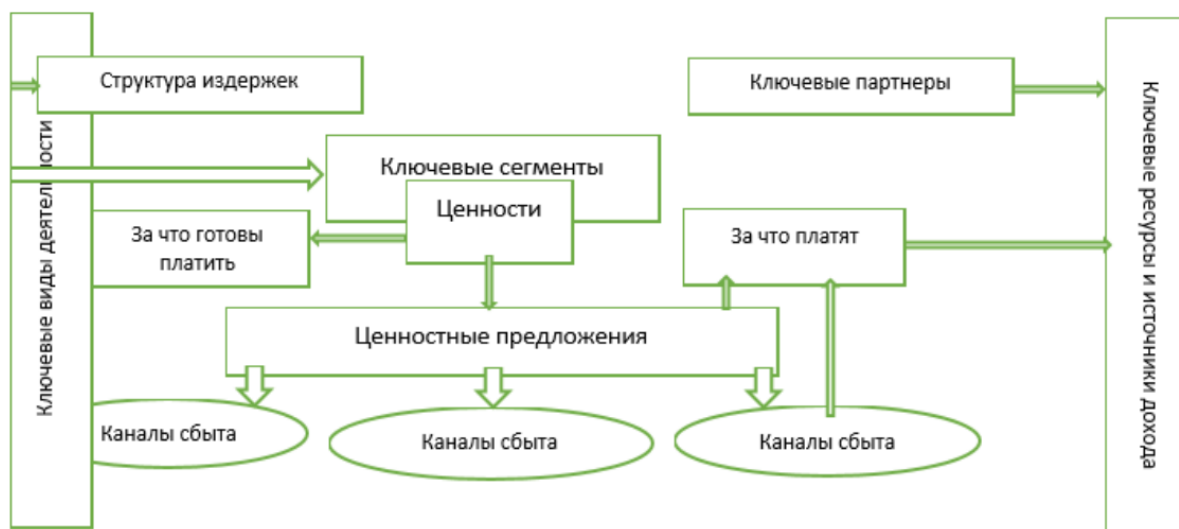 Структура издержек
Ключевые партнеры
Ключевые сегменты
Ценности
За что готовы
платить
За что платят
Ценностные предложения
Каналы сбыта
Каналы сбыта
Каналы сбыта
Ключевые виды деятельности
Ключевые ресурсы и источники дохода